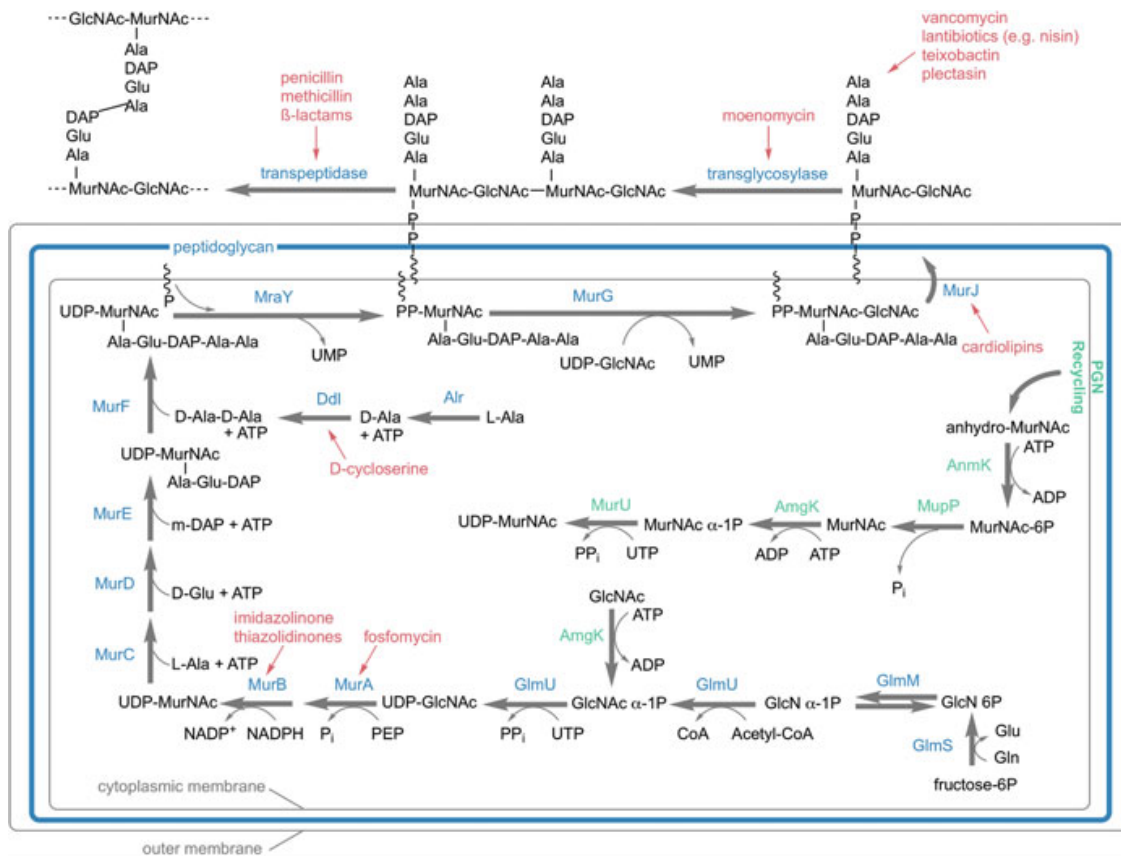 --- GlcNAc-MurNAc ---
Ala
DAP
Glu
Ala
DAP
Glu
Ala
--- MurNAc-GlcNAc ---
penicillin
methicillin
ß-lactams
transpeptidase
Ala
Ala
DAP
Glu
Ala
Ala
Ala
DAP
Glu
Ala
MurNAc-GlcNAc—MurNAc-GlcNAc
P
P
moenomycin
transglycosylase
vancomycin
lantibiotics (e.g. nisin)
teixobactin
plectasin
Ala
Ala
DAP
Glu
Ala
MurNAc-GlcNAc
P
P
peptidoglycan
P
UDP-MurNAc
Ala-Glu-DAP-Ala-Ala
MraY
UMP
PP-MurNAc
Ala-Glu-DAP-Ala-Ala
MurG
UDP-GlcNAc
UMP
PP-MurNAc-GlcNAc
Ala-Glu-DAP-Ala-Ala
MurJ
cardiolipins
PGN
Recycling
MurF
D-Ala-D-Ala
+ ATP
Ddl
D-Ala
+ ATP
Alr
L-Ala
D-cycloserine
anhydro-MurNAc
AnmK
ATP
ADP
UDP-MurNAc
Ala-Glu-DAP
MurE
m-DAP + ATP
UDP-MurNAc
MurU
PPi
UTP
MurNAc α-1P
AmgK
ADP
ATP
MurNAc
MupP
Pi
MurNAc-6P
MurD
D-Glu + ATP
GlcNAc
AmgK
ATP
ADP
MurC
L-Ala + ATP
imidazolinone
thiazolidinones
fosfomycin
UDP-MurNAc
MurB
NADP+
NADPH
MurA
Pi
PEP
UDP-GlcNAc
GlmU
PPi
UTP
GlcNAc α-1P
GlmU
CoA
Acetyl-CoA
GlcN α-1P
GlmM
GlcN 6P
GlmS
Glu
Gln
fructose-6P
cytoplasmic membrane
outer membrane